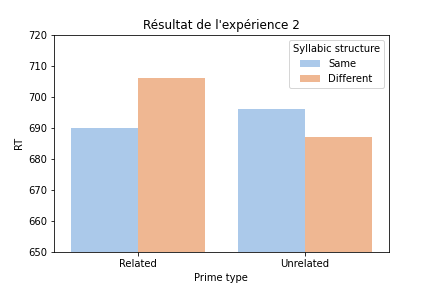 Résultat de l'expérience 2
720
710
700
690
680
670
660
650
RT
Syllabic structure
Same
Different
Related
Unrelated
Prime type